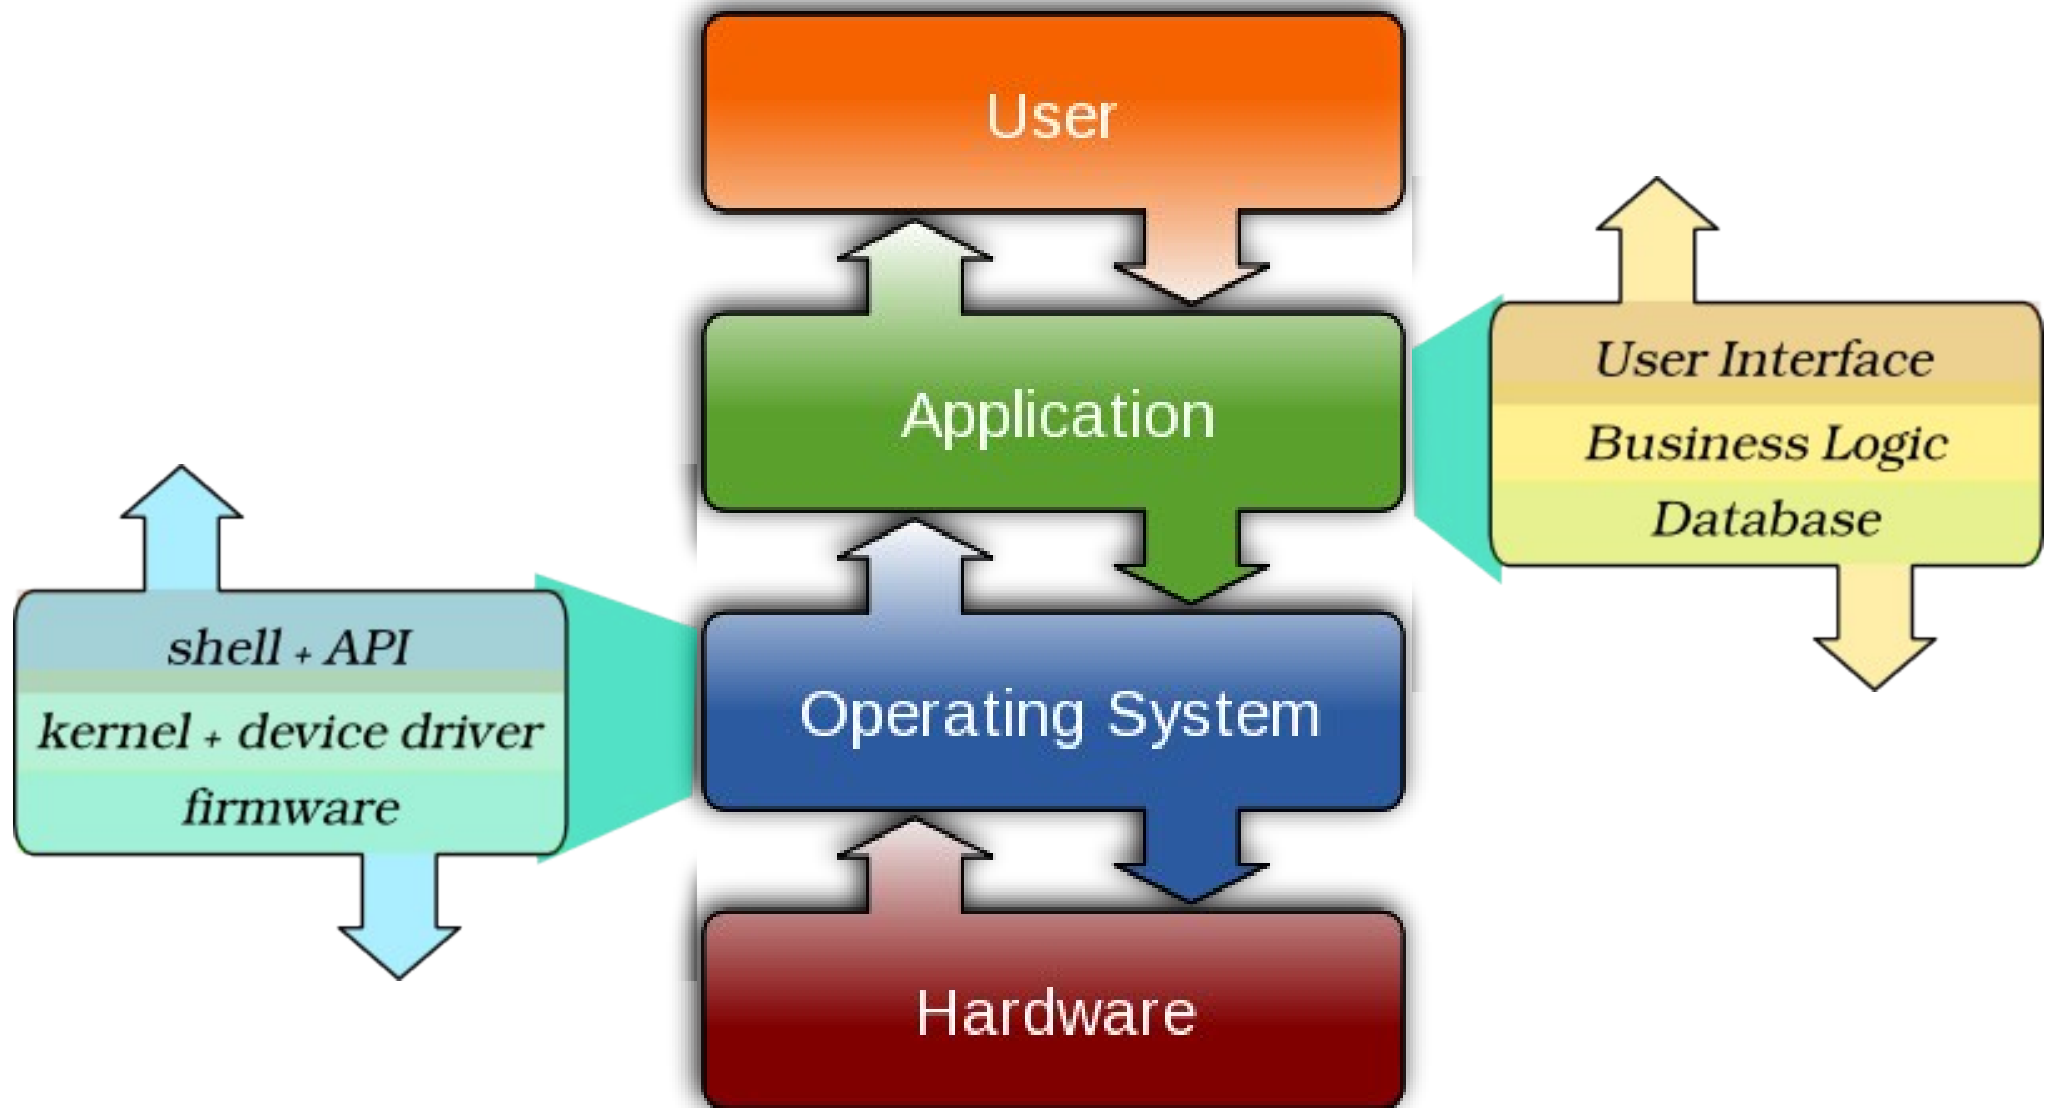 User
Application
User Interface
Business Logic
Database
Operating System
shell + API
kernel + device driver
firmware
Hardware